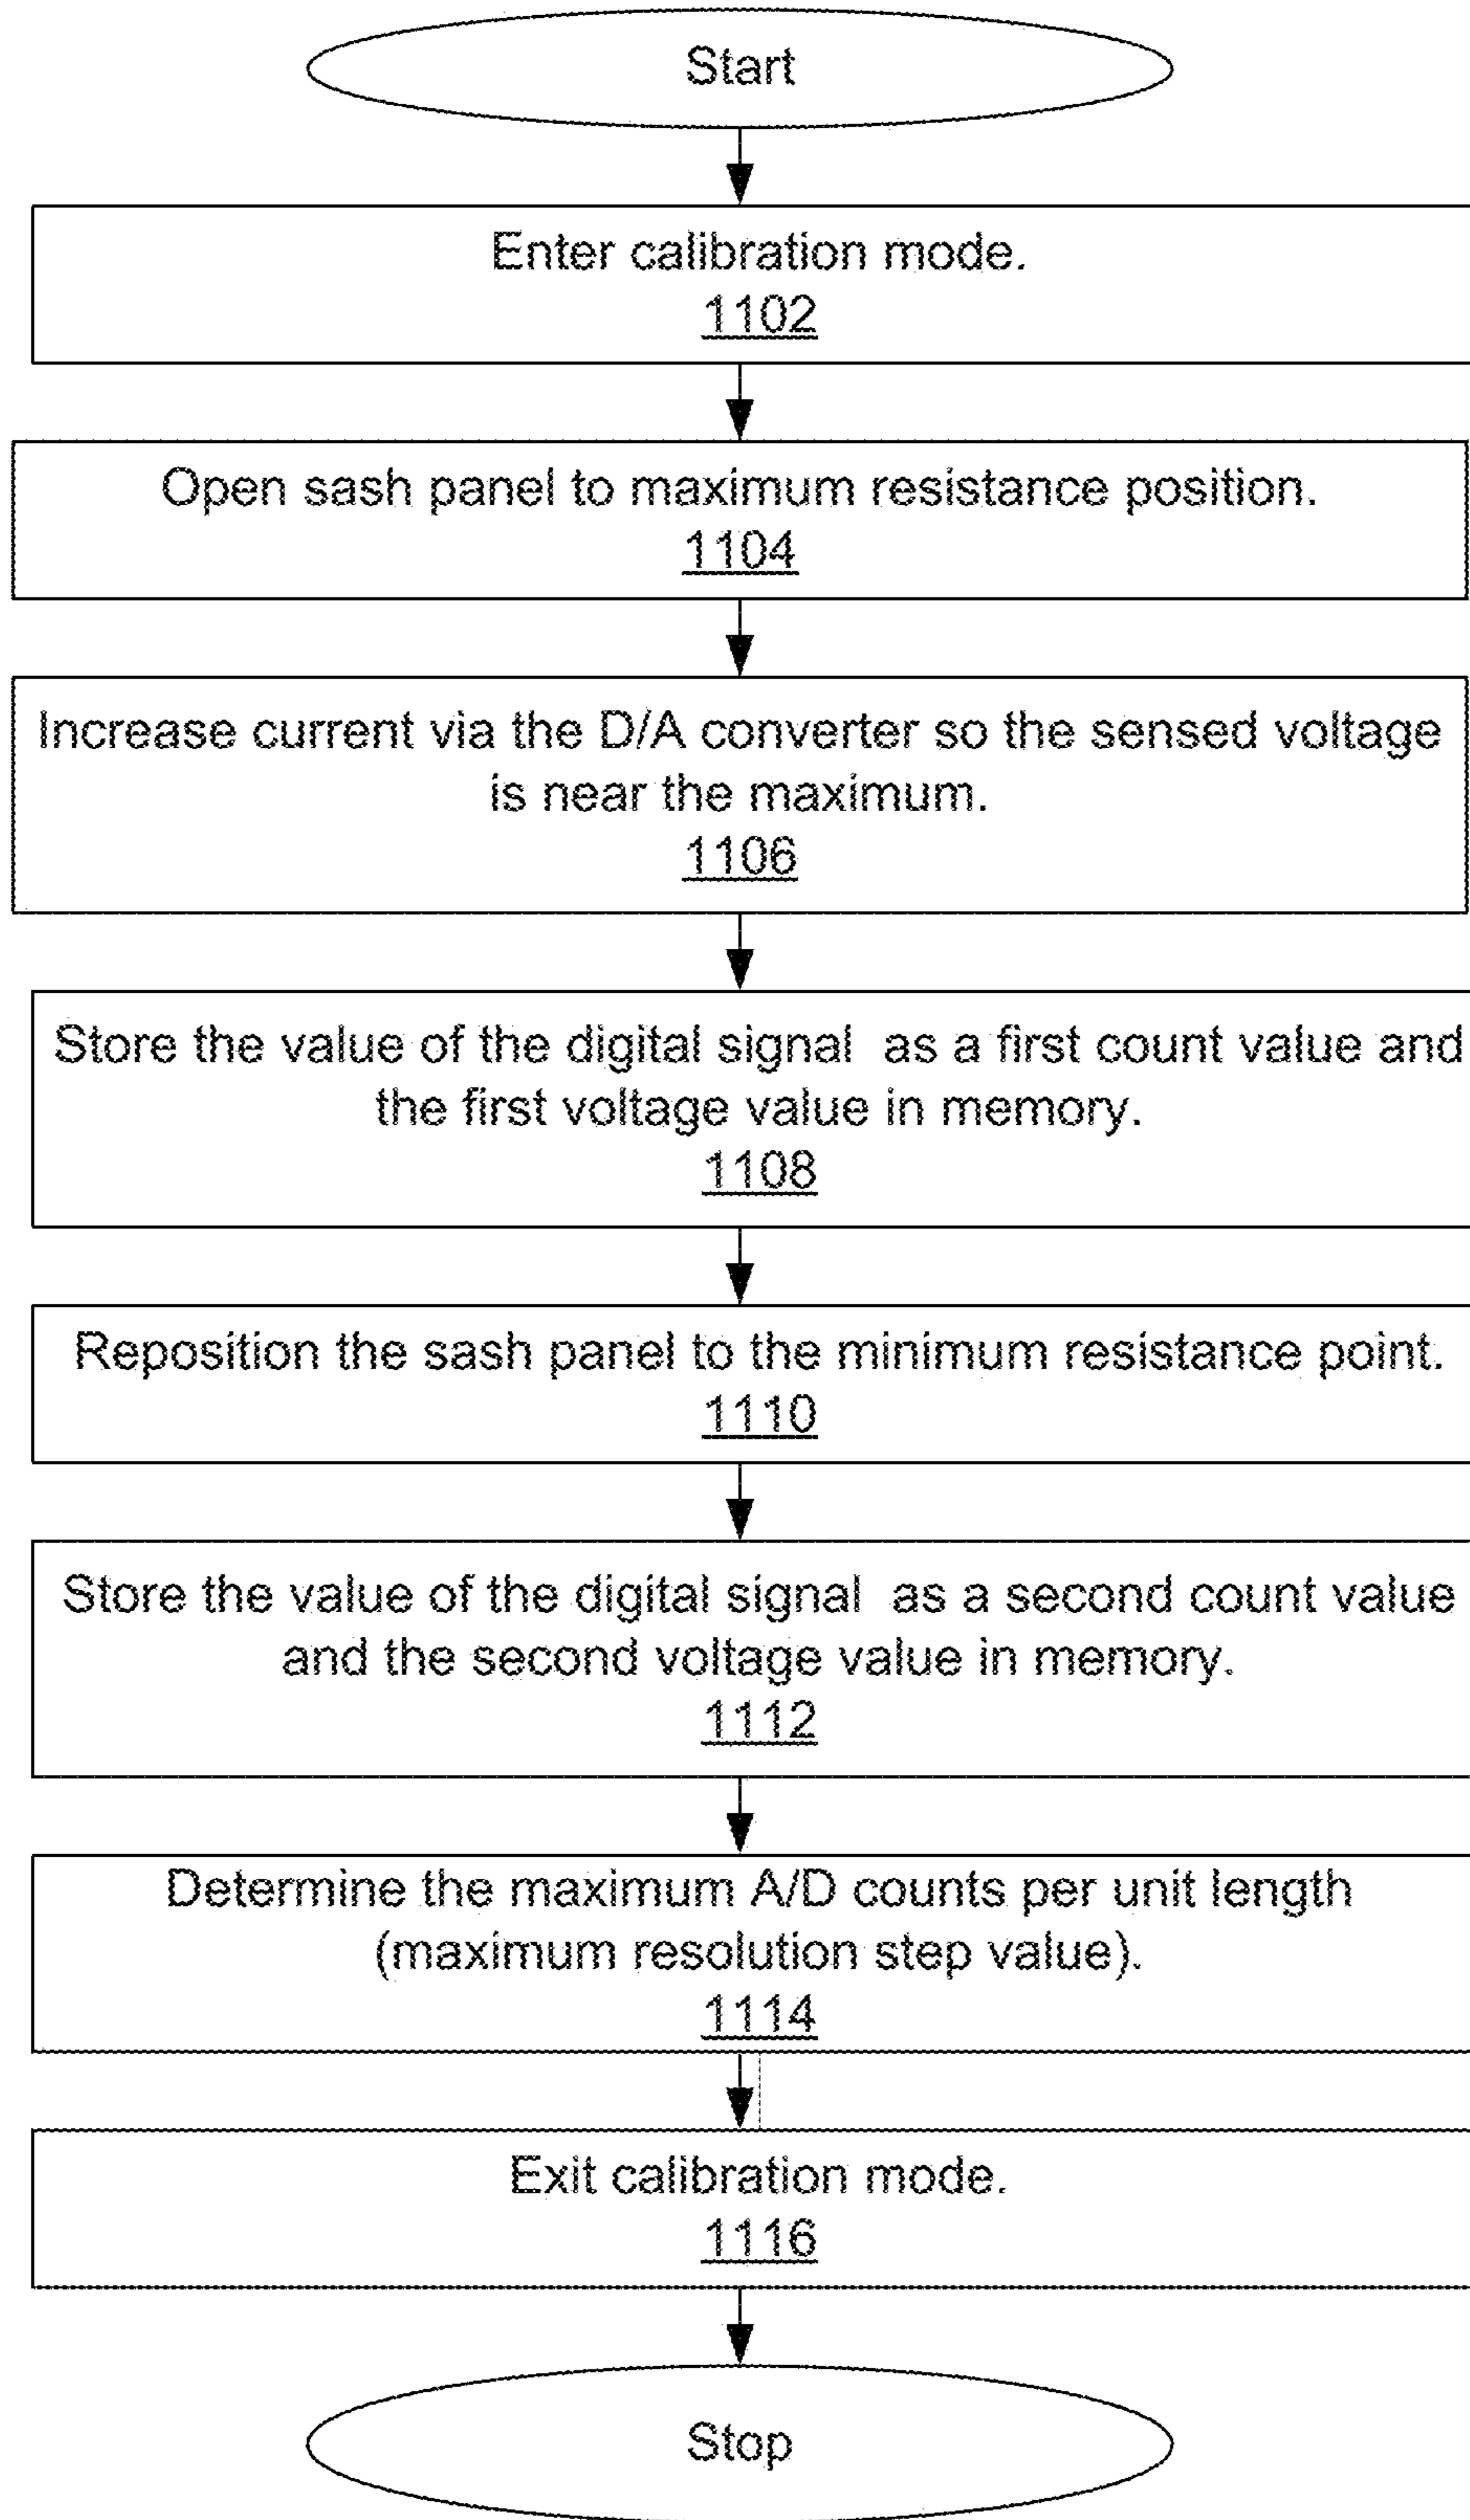 Start
Enter calibration mode.
1102
Open sash panel to maximum resistance position.
1104
Increase current via the D/A converter so the sensed voltage
is near the maximum.
1106
Store the value of the digital signal as a first count value and
the first voltage value in memory.
1108
Reposition the sash panel to the minimum resistance point.
1110
Store the value of the digital signal as a second count value
and the second voltage value in memory.
1112
Determine the maximum A/D counts per unit length
(maximum resolution step value).
1114
Exit calibration mode.
1116
Stop